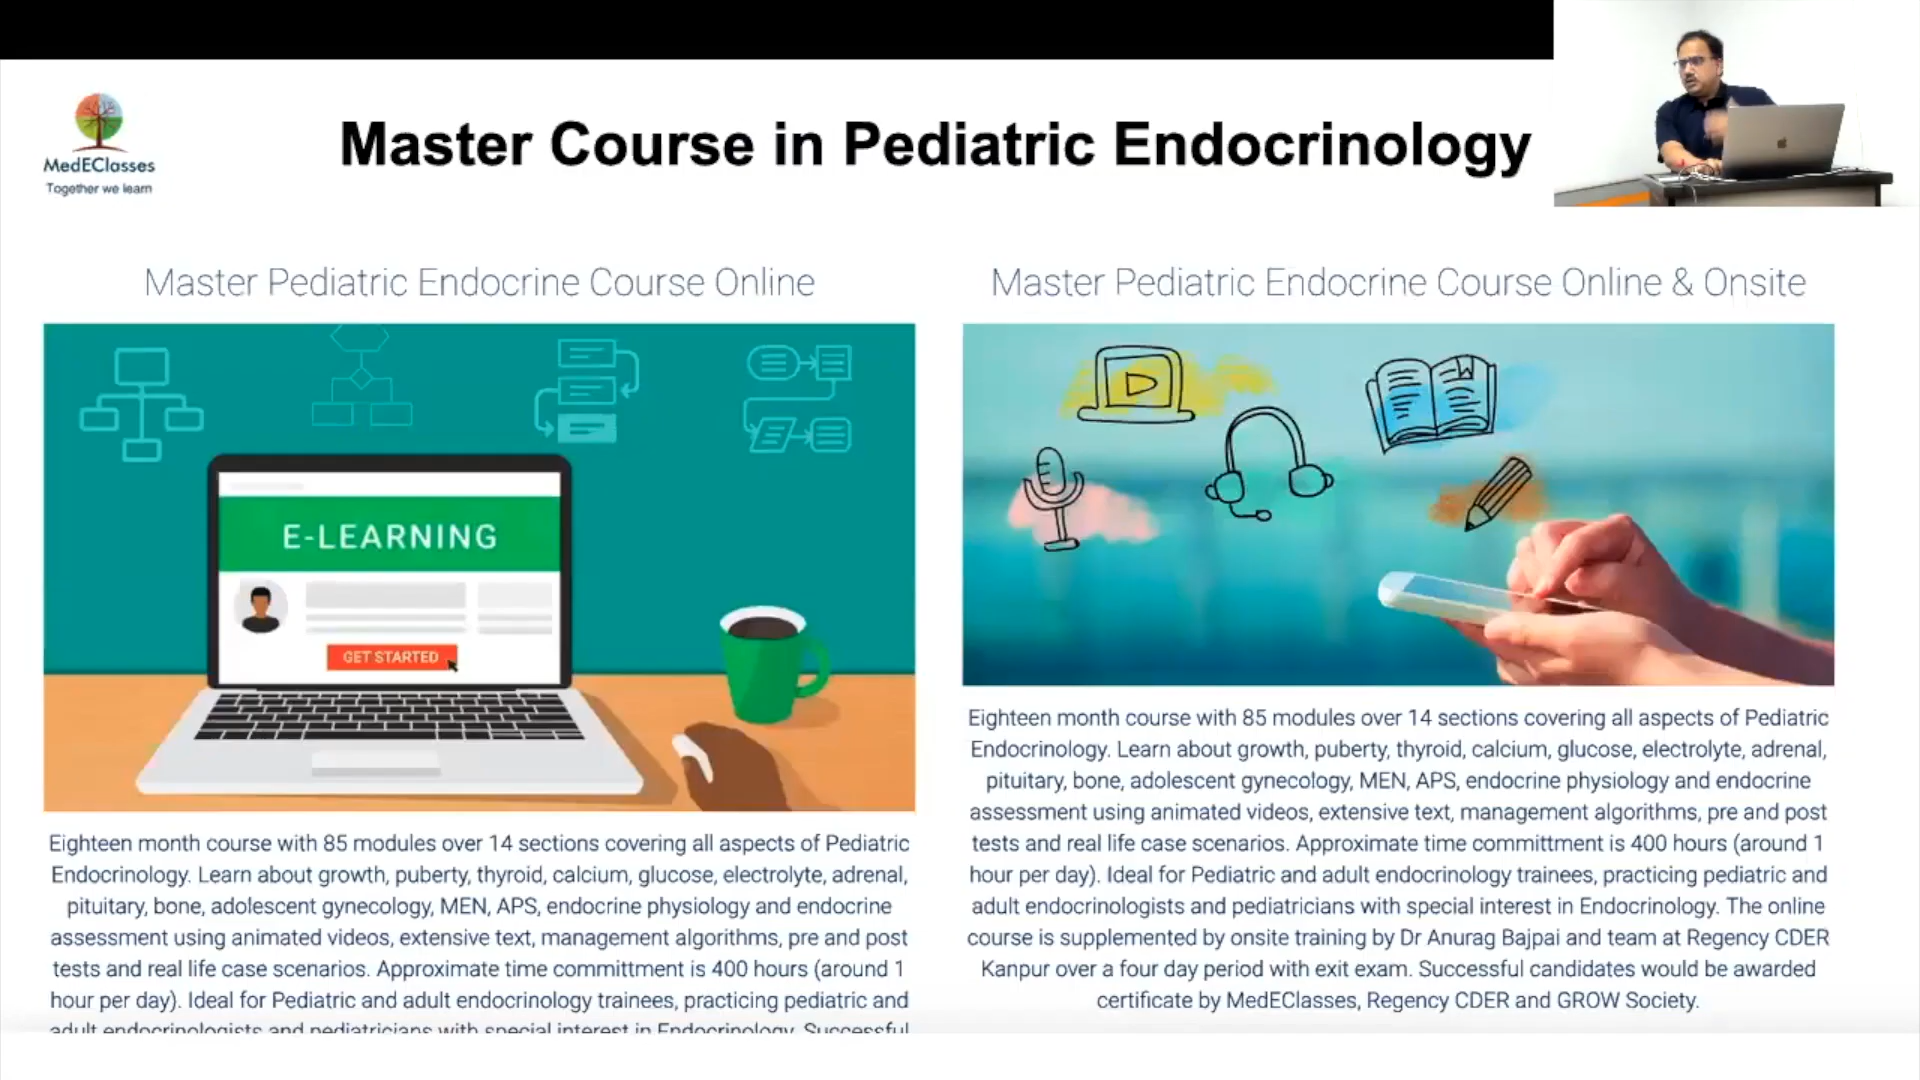 MedEClasses
Together we learn
Master Course in Pediatric Endocrinology
Master Pediatric Endocrine Course Online
E-LEARNING
GET STARTED
Eighteen month course with 85 modules over 14 sections covering all aspects of Pediatric
Endocrinology. Learn about growth, puberty, thyroid, calcium, glucose, electrolyte, adrenal,
pituitary, bone, adolescent gynecology, MEN, APS, endocrine physiology and endocrine
assessment using animated videos, extensive text, management algorithms, pre and post
tests and real life case scenarios. Approximate time committment is 400 hours (around 1
hour per day). Ideal for Pediatric and adult endocrinology trainees, practicing pediatric and
adult endocrinologists and pediatricians with special interest in Endocrinology. Successful
Master Pediatric Endocrine Course Online & Onsite
Eighteen month course with 85 modules over 14 sections covering all aspects of Pediatric
Endocrinology. Learn about growth, puberty, thyroid, calcium, glucose, electrolyte, adrenal,
pituitary, bone, adolescent gynecology, MEN, APS, endocrine physiology and endocrine
assessment using animated videos, extensive text, management algorithms, pre and post
tests and real life case scenarios. Approximate time committment is 400 hours (around 1
hour per day). Ideal for Pediatric and adult endocrinology trainees, practicing pediatric and
adult endocrinologists and pediatricians with special interest in Endocrinology. The online
course is supplemented by onsite training by Dr Anurag Bajpai and team at Regency CDER
Kanpur over a four day period with exit exam. Successful candidates would be awarded
certificate by MedEClasses, Regency CDER and GROW Society.